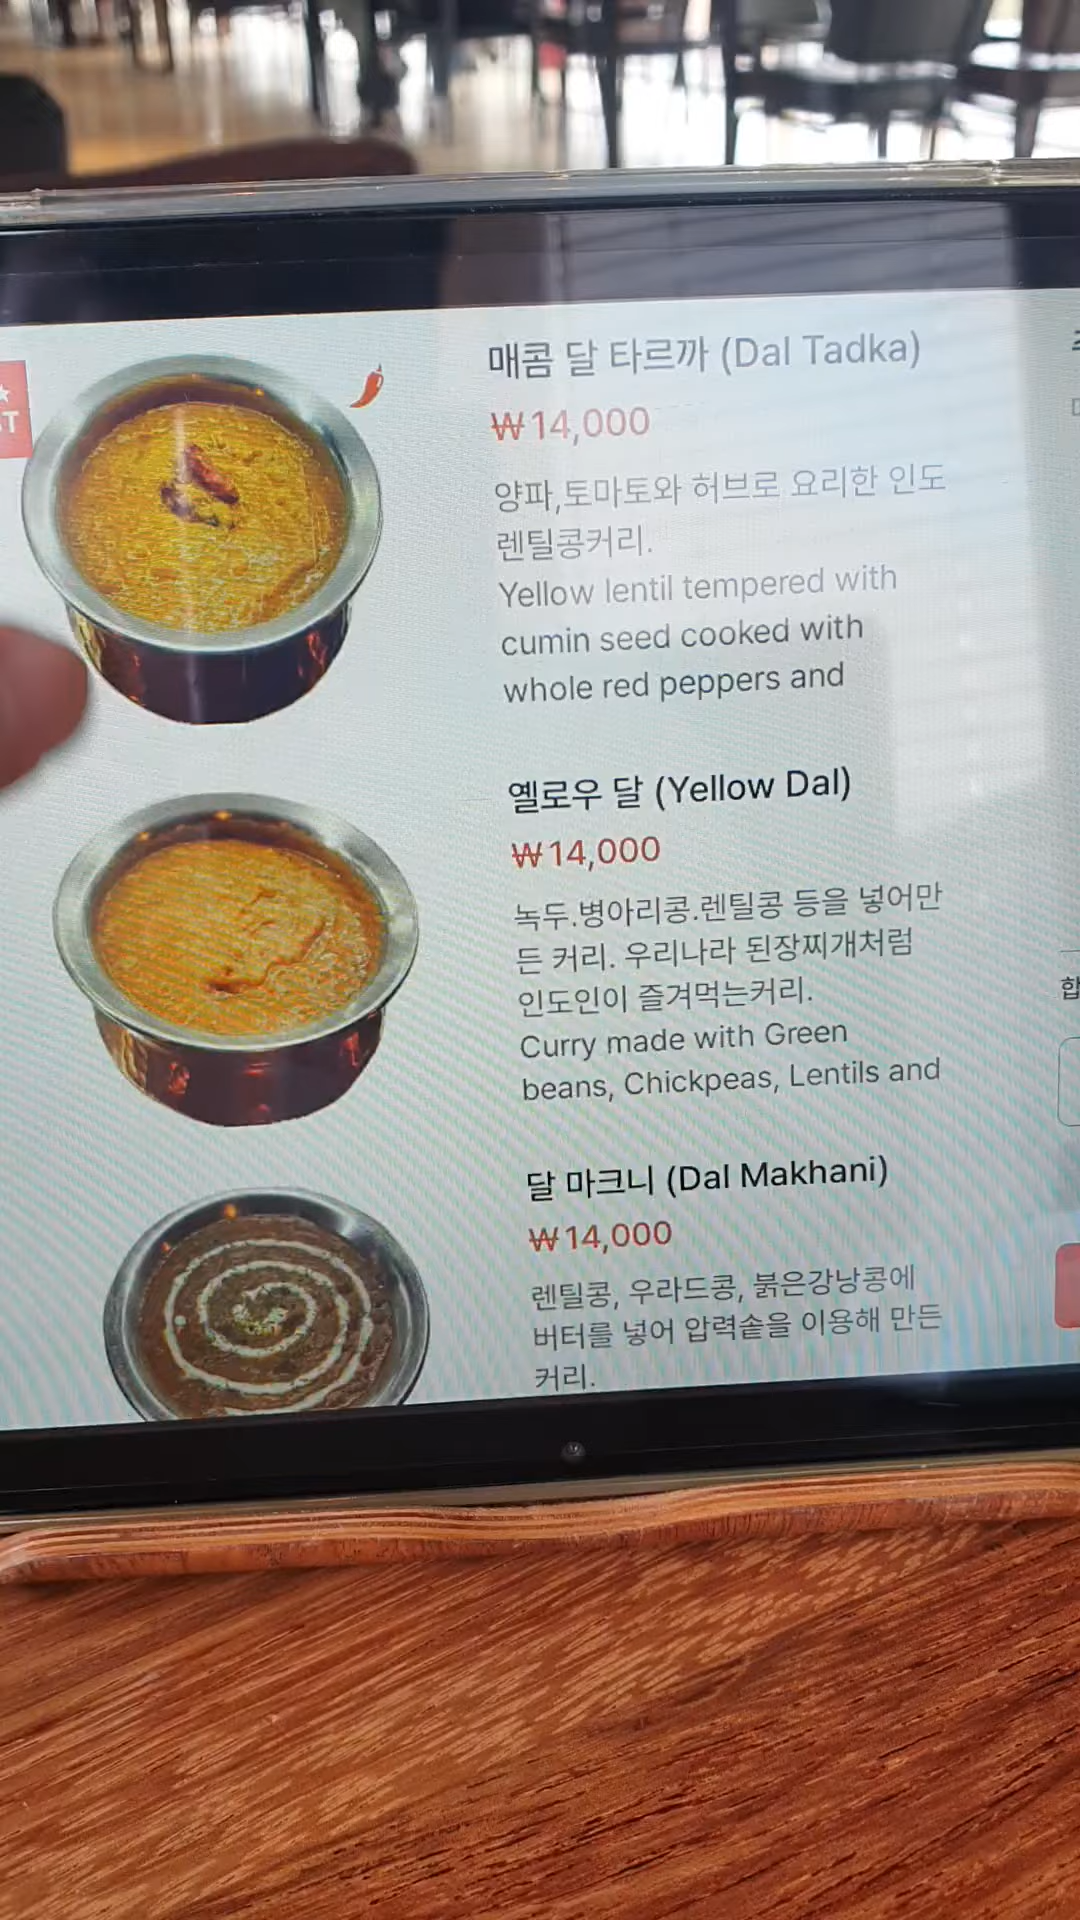 매콤 달 타르까 (Dal Tadka)
₩14,000
양파,토마토와 허브로 요리한 인도
렌틸콩커리.
Yellow lentil tempered with
cumin seed cooked with
whole red peppers and
옐로우 달 (Yellow Dal)
₩14,000
녹두.병아리콩.렌틸콩 등을 넣어만
든 커리. 우리나라 된장찌개처럼
인도인이 즐겨먹는커리.
Curry made with Green
beans, Chickpeas, Lentils and
달 마크니 (Dal Makhani)
₩14,000
렌틸콩, 우라드콩, 붉은강낭콩에
버터를 넣어 압력솥을 이용해 만든
커리.
합